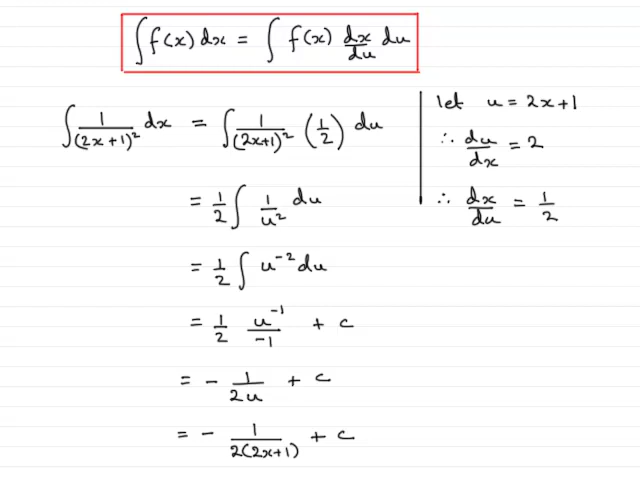 ∫ f(x) dx = ∫ f(x) dx/du du
∫ 1/(2x+1)² dx = ∫ 1/(2x+1)² (1/2) du
= 1/2 ∫ 1/u² du
= 1/2 ∫ u⁻² du
= 1/2 u⁻¹/-1 + c
= - 1/2u + c
= - 1/2(2x+1) + c
let u = 2x+1
∴ du/dx = 2
∴ dx/du = 1/2